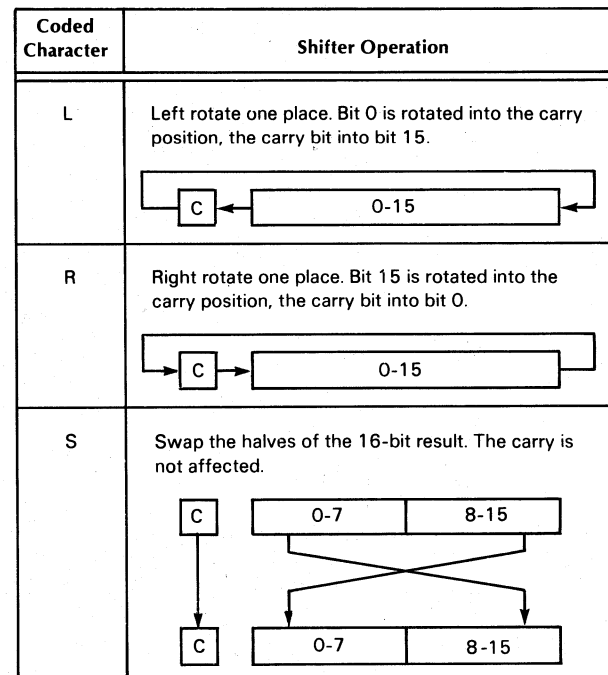 Coded
Character
Shifter Operation
L
Left rotate one place. Bit 0 is rotated into the carry
position, the carry bit into bit 15.
C
0-15
R
Right rotate one place. Bit 15 is rotated into the
carry position, the carry bit into bit 0.
C
0-15
S
Swap the halves of the 16-bit result. The carry is
not affected.
C
0-7
8-15
C
0-7
8-15